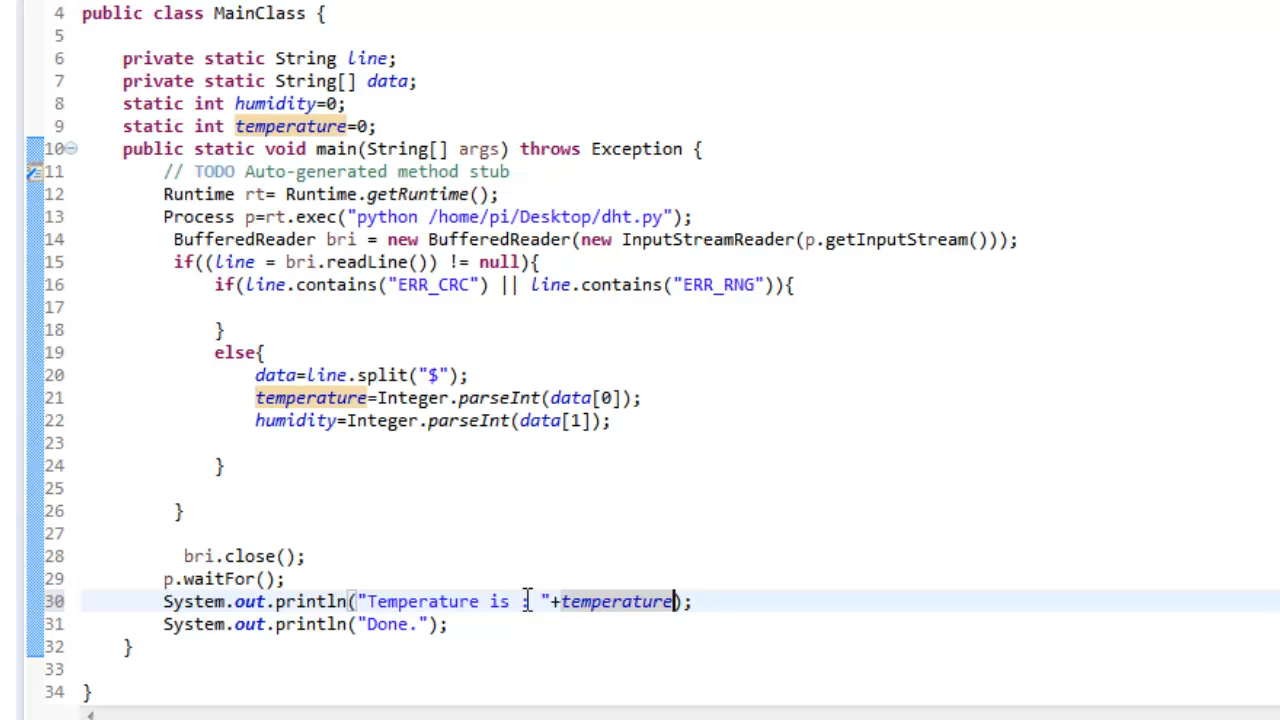 4 public class MainClass {
5
6 private static String line;
7 private static String[] data;
8 static int humidity=0;
9 static int temperature=0;
10 public static void main(String[] args) throws Exception {
11 // TODO Auto-generated method stub
12 Runtime rt= Runtime.getRuntime();
13 Process p=rt.exec("python /home/pi/Desktop/dht.py");
14 BufferedReader bri = new BufferedReader(new InputStreamReader(p.getInputStream()));
15 if((line = bri.readLine()) != null){
16 if(line.contains("ERR_CRC") || line.contains("ERR_RNG")){
17
18 }
19 else{
20 data=line.split("$");
21 temperature=Integer.parseInt(data[0]);
22 humidity=Integer.parseInt(data[1]);
23
24 }
25
26 }
27
28 bri.close();
29 p.waitFor();
30 System.out.println("Temperature is : "+temperature);
31 System.out.println("Done.");
32 }
33
34 }